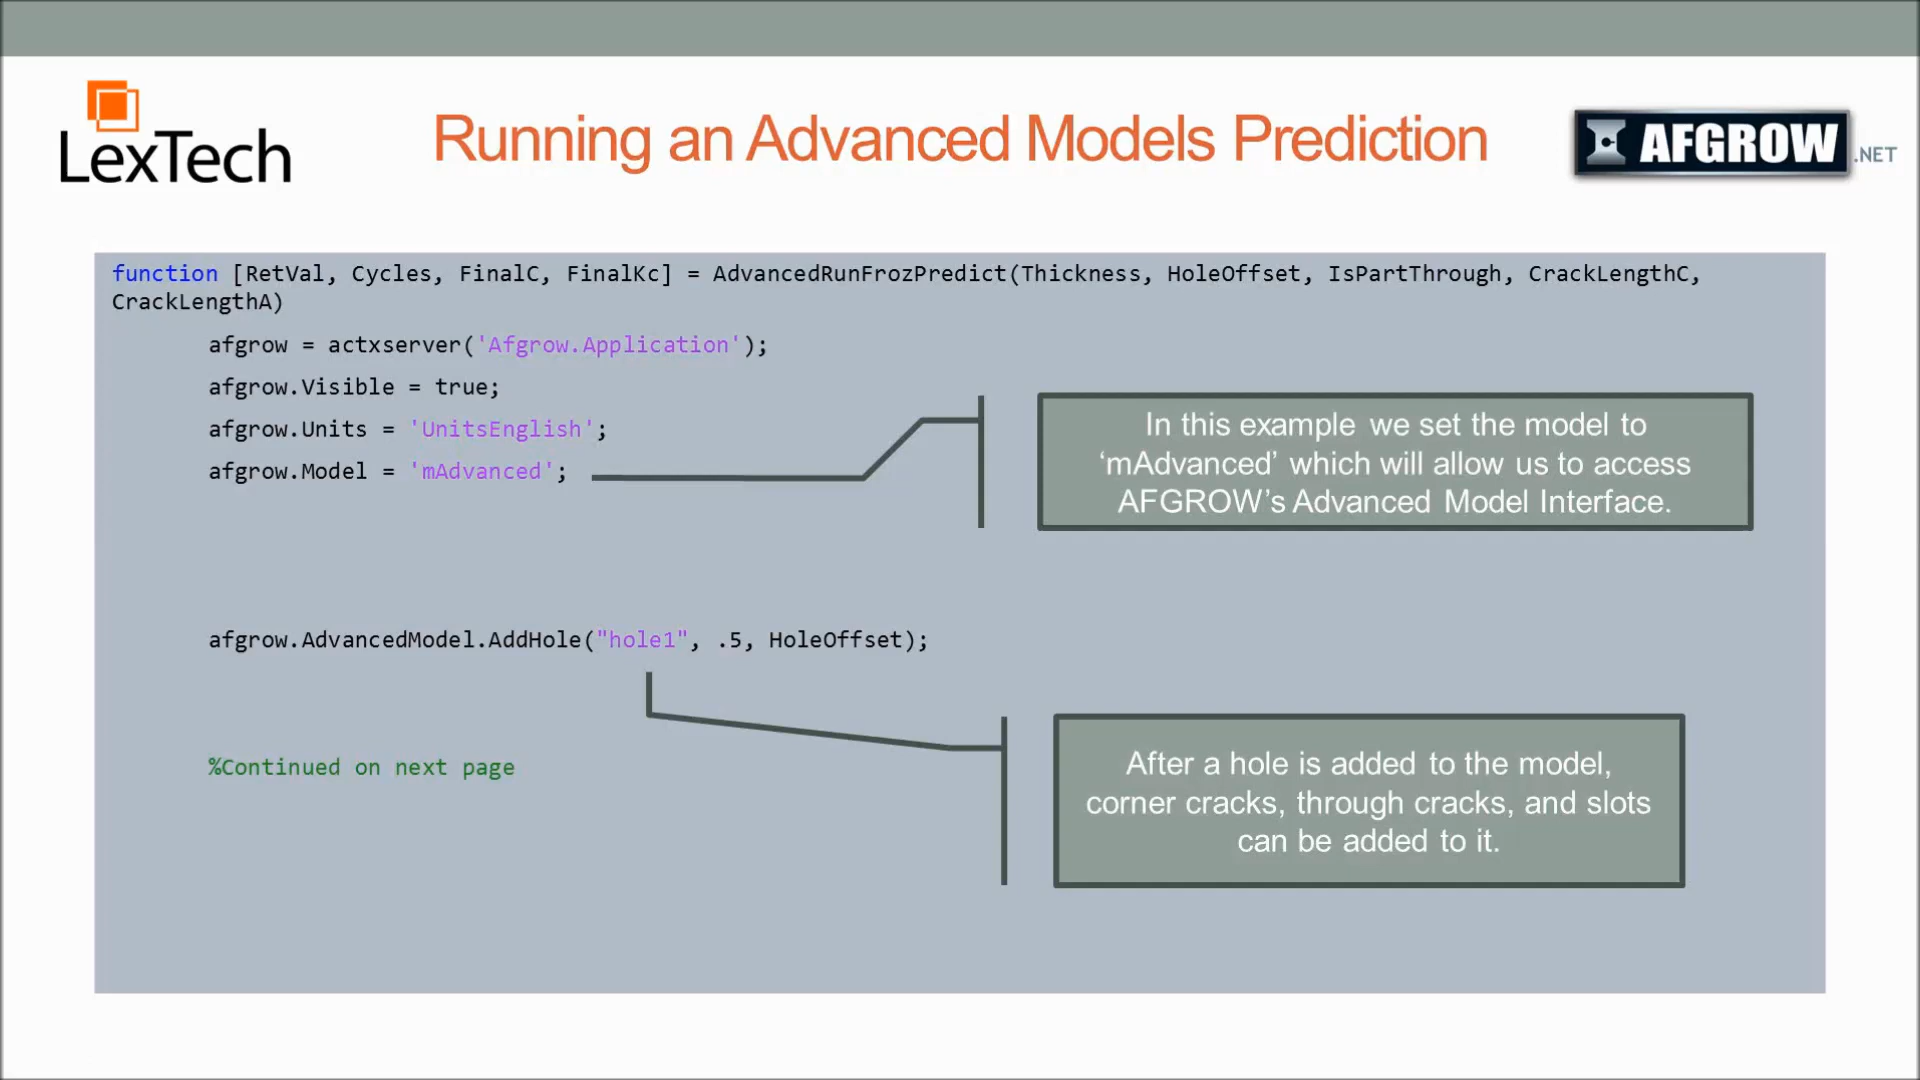 LexTech
Running an Advanced Models Prediction
AFGROW
.NET
function [RetVal, Cycles, FinalC, FinalKc] = AdvancedRunFrozPredict(Thickness, HoleOffset, IsPartThrough, CrackLengthC,
CrackLengthA)
afgrow = actxserver('Afgrow.Application');
afgrow.Visible = true;
afgrow.Units = 'UnitsEnglish';
afgrow.Model = 'mAdvanced';
In this example we set the model to
‘mAdvanced’ which will allow us to access
AFGROW’s Advanced Model Interface.
afgrow.AdvancedModel.AddHole("hole1", .5, HoleOffset);
%Continued on next page
After a hole is added to the model,
corner cracks, through cracks, and slots
can be added to it.